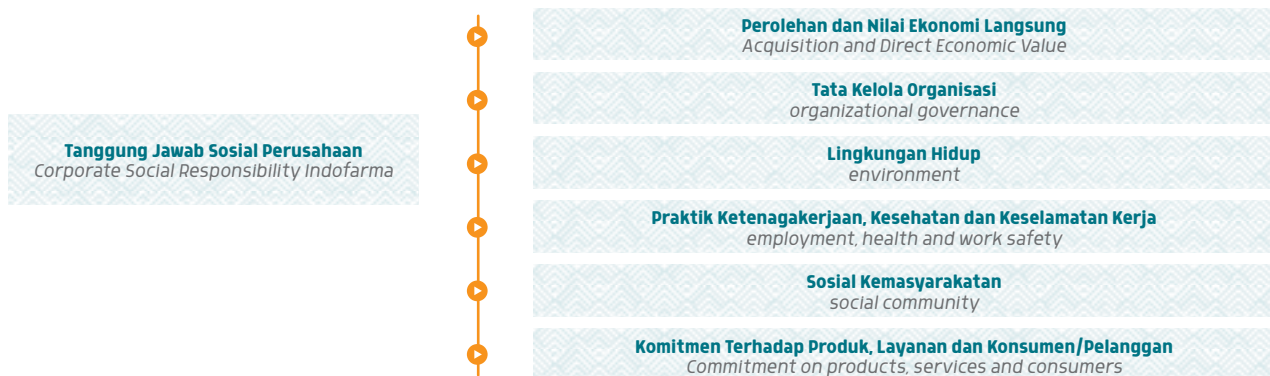 Tanggung Jawab Sosial Perusahaan
Corporate Social Responsibility Indofarma
Perolehan dan Nilai Ekonomi Langsung
Acquisition and Direct Economic Value
Tata Kelola Organisasi
organizational governance
Lingkungan Hidup
environment
Praktik Ketenagakerjaan, Kesehatan dan Keselamatan Kerja
employment, health and work safety
Sosial Kemasyarakatan
social community
Komitmen Terhadap Produk, Layanan dan Konsumen/Pelanggan
Commitment on products, services and consumers